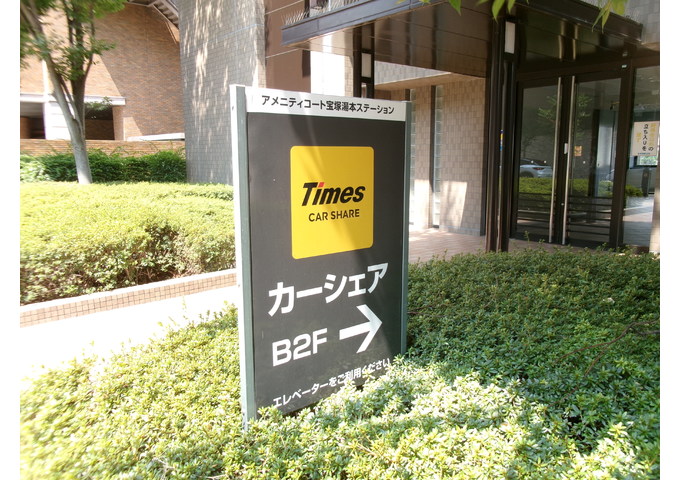 アメニティコート宝塚湯本ステーション
Times
CAR SHARE
カーシェア
B2F →
エレベーターをご利用ください